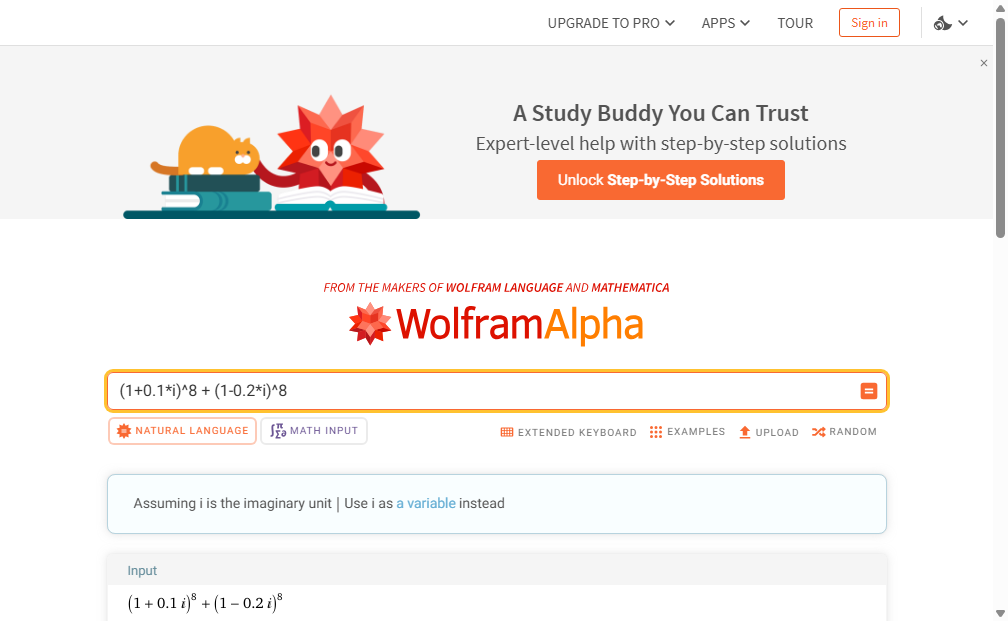 UPGRADE TO PRO APPS TOUR Sign in
×
A Study Buddy You Can Trust
Expert-level help with step-by-step solutions
Unlock Step-by-Step Solutions
FROM THE MAKERS OF WOLFRAM LANGUAGE AND MATHEMATICA
WolframAlpha
(1+0.1*i)^8 + (1-0.2*i)^8
NATURAL LANGUAGE MATH INPUT EXTENDED KEYBOARD EXAMPLES UPLOAD RANDOM
Assuming i is the imaginary unit | Use i as a variable instead
Input
(1 + 0.1 i)^8 + (1 − 0.2 i)^8